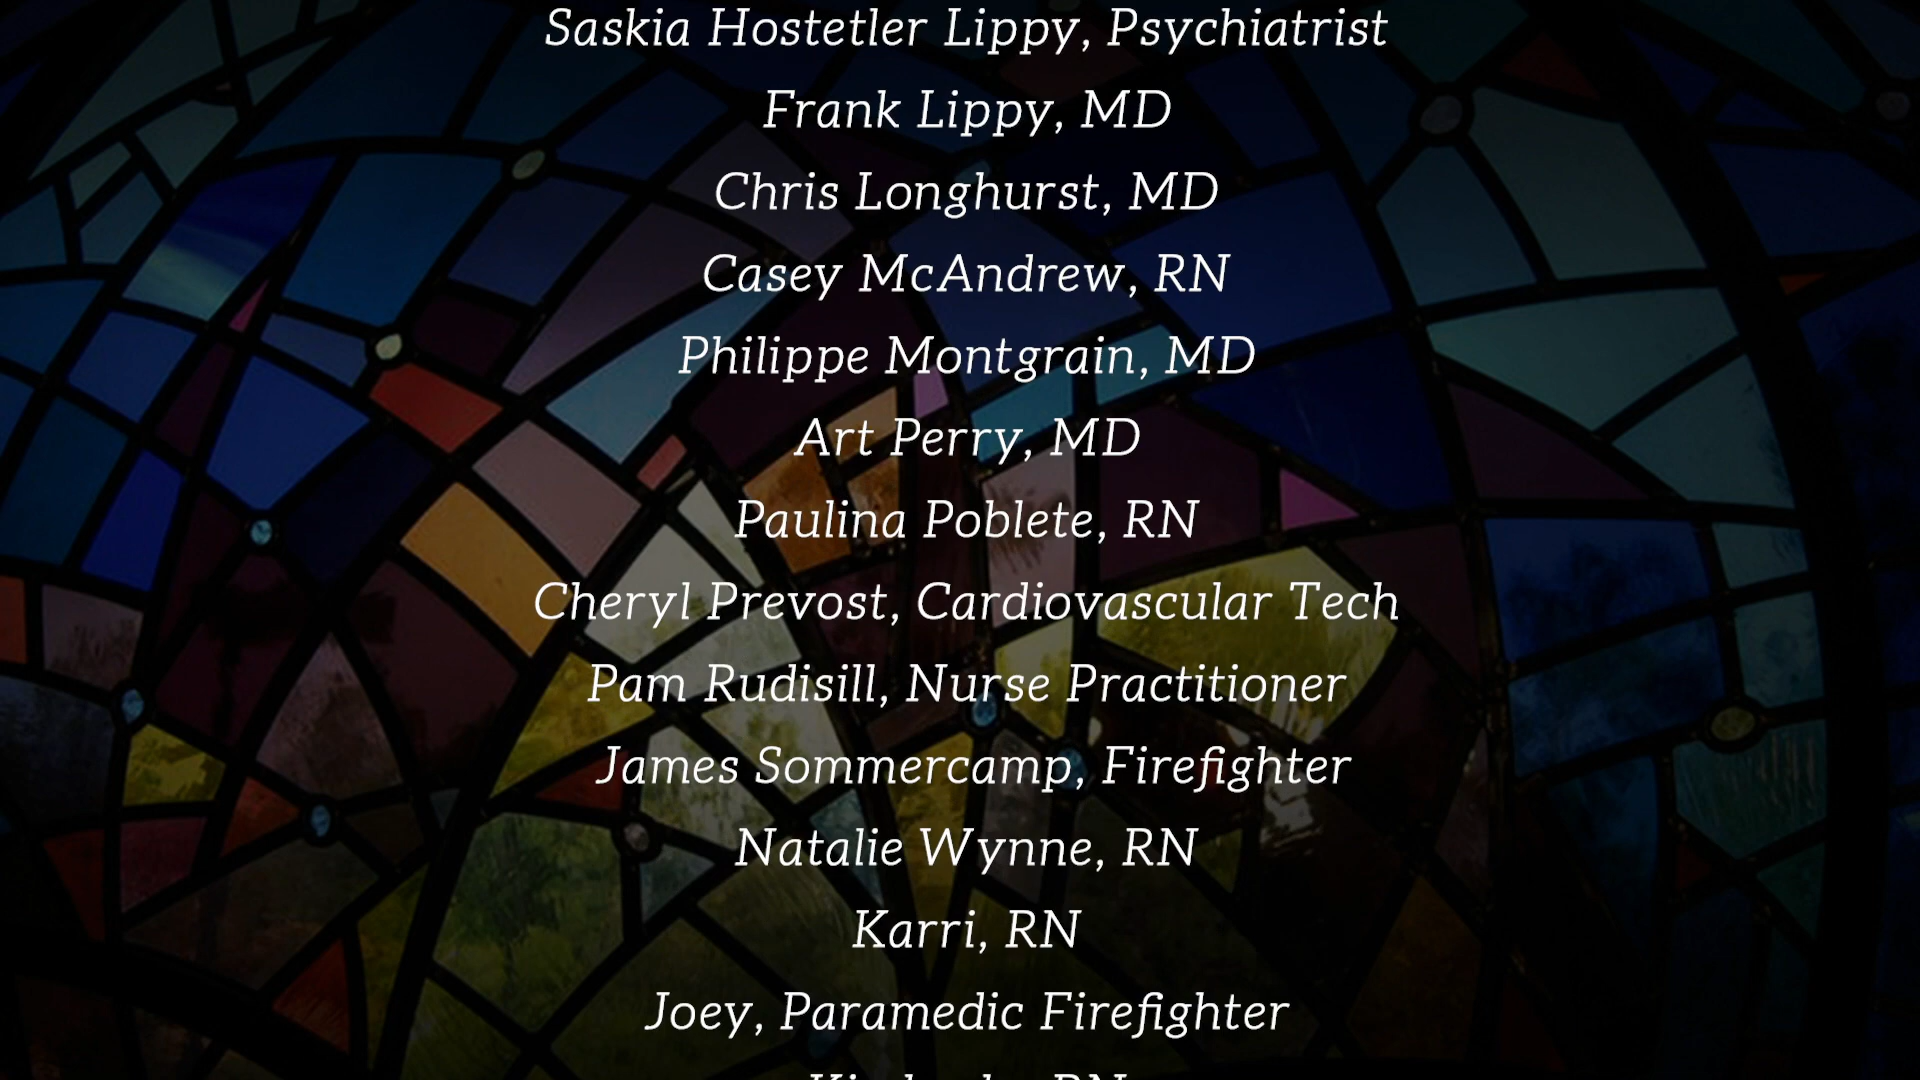 Saskia Hostetler Lippy, Psychiatrist
Frank Lippy, MD
Chris Longhurst, MD
Casey McAndrew, RN
Philippe Montgrain, MD
Art Perry, MD
Paulina Poblete, RN
Cheryl Prevost, Cardiovascular Tech
Pam Rudisill, Nurse Practitioner
James Sommercamp, Firefighter
Natalie Wynne, RN
Karri, RN
Joey, Paramedic Firefighter
RN